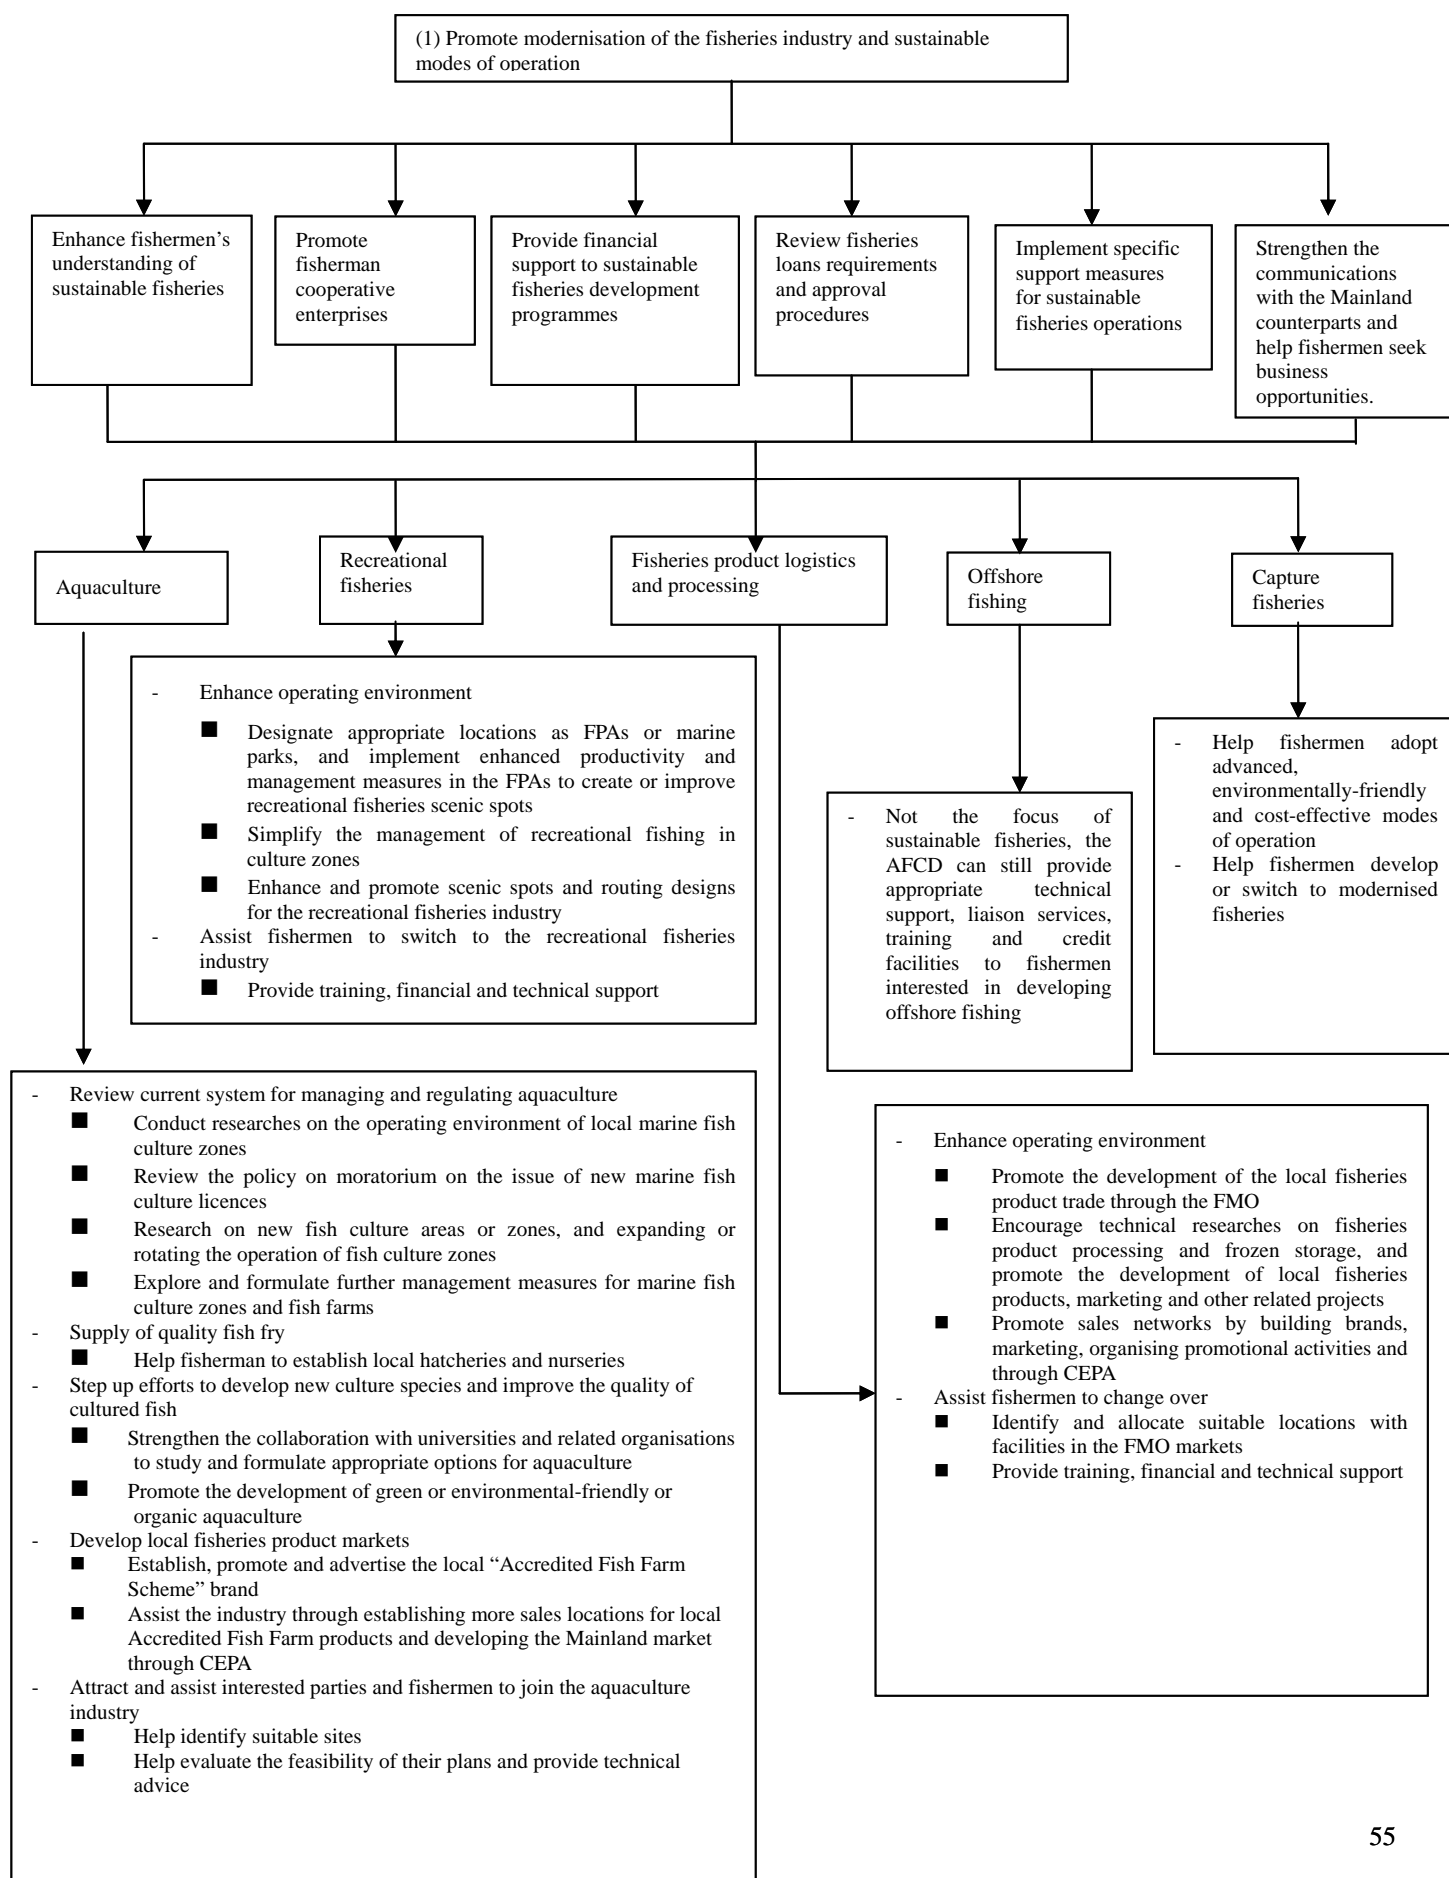 (1) Promote modernisation of the fisheries industry and sustainable
modes of operation
Enhance fishermen’s
understanding of
sustainable fisheries
Promote
fisherman
cooperative
enterprises
Provide financial
support to sustainable
fisheries development
programmes
Review fisheries
loans requirements
and approval
procedures
Implement specific
support measures
for sustainable
fisheries operations
Strengthen the
communications
with the Mainland
counterparts and
help fishermen seek
business
opportunities.
Aquaculture
Recreational
fisheries
Fisheries product logistics
and processing
Offshore
fishing
Capture
fisheries
- Enhance operating environment
■ Designate appropriate locations as FPAs or marine
parks, and implement enhanced productivity and
management measures in the FPAs to create or improve
recreational fisheries scenic spots
■ Simplify the management of recreational fishing in
culture zones
■ Enhance and promote scenic spots and routing designs
for the recreational fisheries industry
- Assist fishermen to switch to the recreational fisheries
industry
■ Provide training, financial and technical support
- Not the focus of
sustainable fisheries, the
AFCD can still provide
appropriate technical
support, liaison services,
training and credit
facilities to fishermen
interested in developing
offshore fishing
- Help fishermen adopt
advanced,
environmentally-friendly
and cost-effective modes
of operation
- Help fishermen develop
or switch to modernised
fisheries
- Review current system for managing and regulating aquaculture
■ Conduct researches on the operating environment of local marine fish
culture zones
■ Review the policy on moratorium on the issue of new marine fish
culture licences
■ Research on new fish culture areas or zones, and expanding or
rotating the operation of fish culture zones
■ Explore and formulate further management measures for marine fish
culture zones and fish farms
- Supply of quality fish fry
■ Help fisherman to establish local hatcheries and nurseries
- Step up efforts to develop new culture species and improve the quality of
cultured fish
■ Strengthen the collaboration with universities and related organisations
to study and formulate appropriate options for aquaculture
■ Promote the development of green or environmental-friendly or
organic aquaculture
- Develop local fisheries product markets
■ Establish, promote and advertise the local “Accredited Fish Farm
Scheme” brand
■ Assist the industry through establishing more sales locations for local
Accredited Fish Farm products and developing the Mainland market
through CEPA
- Attract and assist interested parties and fishermen to join the aquaculture
industry
■ Help identify suitable sites
■ Help evaluate the feasibility of their plans and provide technical
advice
- Enhance operating environment
■ Promote the development of the local fisheries
product trade through the FMO
■ Encourage technical researches on fisheries
product processing and frozen storage, and
promote the development of local fisheries
products, marketing and other related projects
■ Promote sales networks by building brands,
marketing, organising promotional activities and
through CEPA
- Assist fishermen to change over
■ Identify and allocate suitable locations with
facilities in the FMO markets
■ Provide training, financial and technical support
55